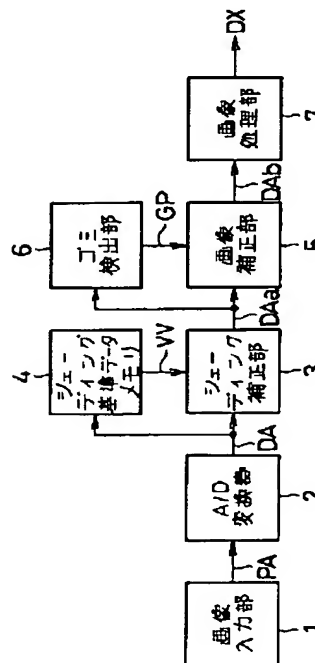 画像
入力部
1
PA
A/D
変換器
2
DA
シェーディング
基準データ
メモリ
4
VV
シェー
ディング
補正部
3
DAa
ゴミ
検出部
6
GP
画像
補正部
5
DAb
画像
処理部
7
DX